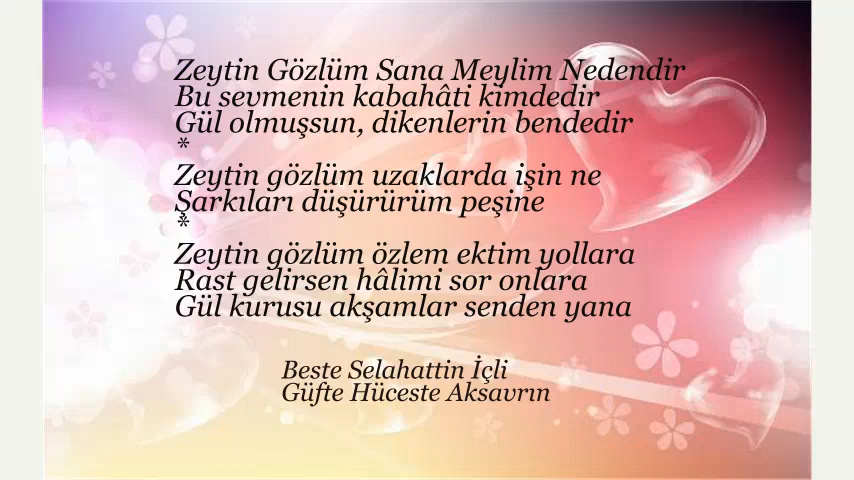 Zeytin Gözlüm Sana Meylim Nedendir
Bu sevmenin kabahâti kimdedir
Gül olmuşsun, dikenlerin bendedir
*
Zeytin gözlüm uzaklarda işin ne
Şarkıları düşürürüm peşine
*
Zeytin gözlüm özlem ektim yollara
Rast gelirsen hâlimi sor onlara
Gül kurusu akşamlar senden yana
Beste Selahattin İçli
Güfte Hüceste Aksavrın